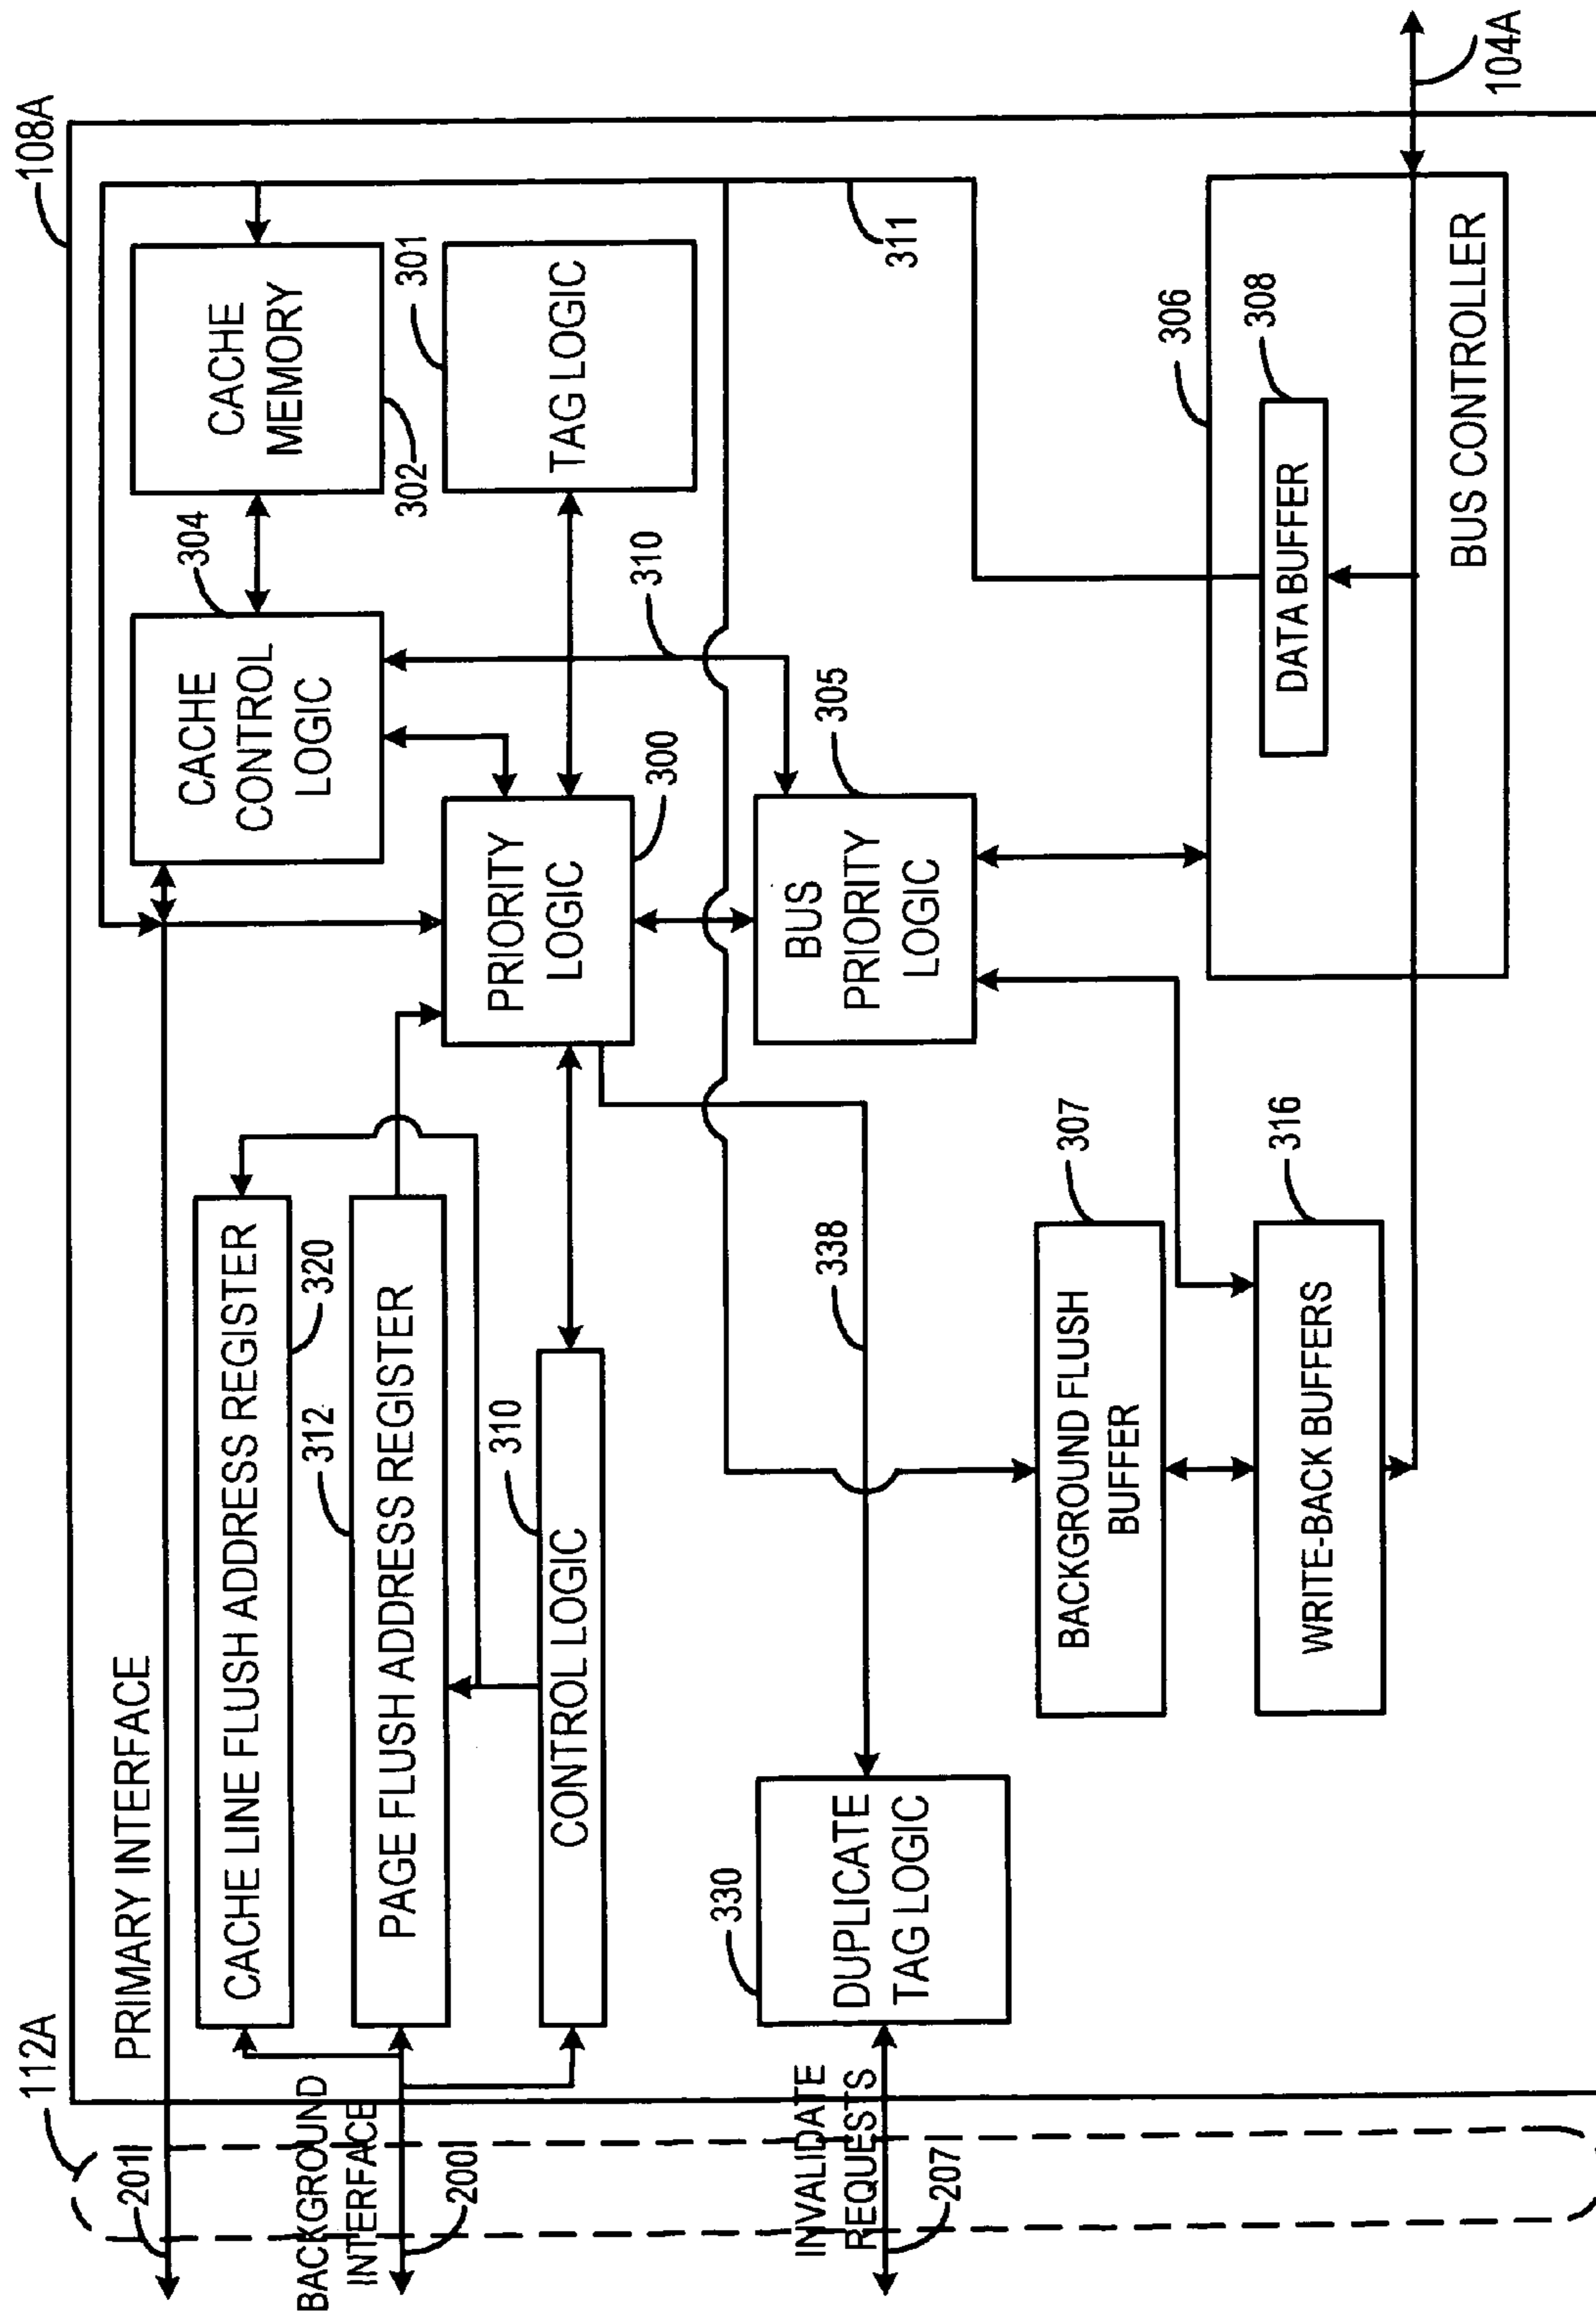 108A
112A
PRIMARY INTERFACE
201
CACHE LINE FLUSH ADDRESS REGISTER
320
BACKGROUND
INTERFACE
200
PAGE FLUSH ADDRESS REGISTER
312
CONTROL LOGIC
310
CACHE
CONTROL
LOGIC
304
CACHE
MEMORY
302
TAG LOGIC
301
PRIORITY
LOGIC
300
310
311
INVALIDATE
REQUESTS
207
DUPLICATE
TAG LOGIC
330
338
BUS
PRIORITY
LOGIC
305
BACKGROUND FLUSH
BUFFER
307
WRITE-BACK BUFFERS
316
306
DATA BUFFER
308
BUS CONTROLLER
104A